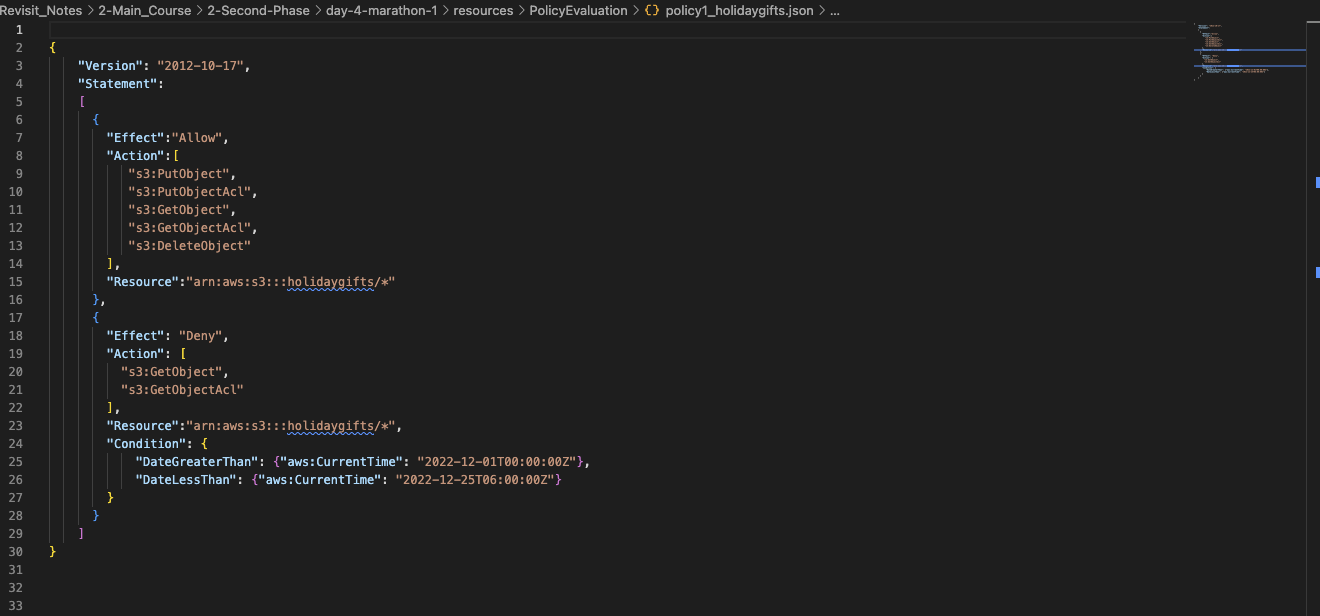 Revisit_Notes > 2-Main_Course > 2-Second-Phase > day-4-marathon-1 > resources > PolicyEvaluation > {} policy1_holidaygifts.json > ...
1
2 {
3     "Version": "2012-10-17",
4     "Statement":
5     [
6       {
7         "Effect":"Allow",
8         "Action":[
9            "s3:PutObject",
10            "s3:PutObjectAcl",
11            "s3:GetObject",
12            "s3:GetObjectAcl",
13            "s3:DeleteObject"
14         ],
15         "Resource":"arn:aws:s3:::holidaygifts/*"
16       },
17       {
18         "Effect": "Deny",
19         "Action": [
20           "s3:GetObject",
21           "s3:GetObjectAcl"
22         ],
23         "Resource":"arn:aws:s3:::holidaygifts/*",
24         "Condition": {
25             "DateGreaterThan": {"aws:CurrentTime": "2022-12-01T00:00:00Z"},
26             "DateLessThan": {"aws:CurrentTime": "2022-12-25T06:00:00Z"}
27         }
28       }
29     ]
30 }
31
32
33